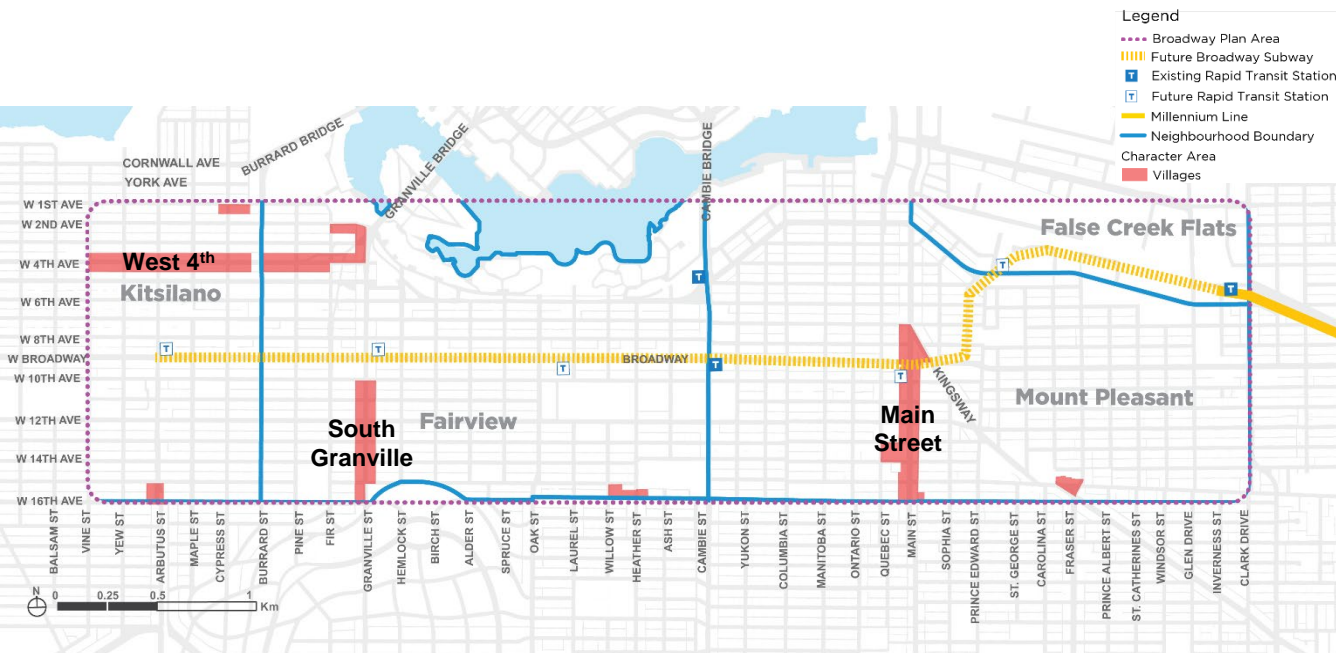 Legend
Broadway Plan Area
Future Broadway Subway
T Existing Rapid Transit Station
T Future Rapid Transit Station
Millennium Line
Neighbourhood Boundary
Character Area
Villages
BURRARD BRIDGE
GRANVILLE BRIDGE
CAMBIE BRIDGE
CORNWALL AVE
YORK AVE
W 1ST AVE
W 2ND AVE
W 4TH AVE
W 6TH AVE
W 8TH AVE
W BROADWAY
W 10TH AVE
W 12TH AVE
W 14TH AVE
W 16TH AVE
West 4th
Kitsilano
False Creek Flats
T
T
T
T
T
BROADWAY
T
T
T
KINGSWAY
South
Granville
Fairview
Main
Street
Mount Pleasant
BALSAM ST
VINE ST
YEW ST
ARBUTUS ST
MAPLE ST
CYPRESS ST
BURRARD ST
PINE ST
FIR ST
GRANVILLE ST
HEMLOCK ST
BIRCH ST
ALDER ST
SPRUCE ST
OAK ST
LAUREL ST
WILLOW ST
HEATHER ST
ASH ST
CAMBIE ST
YUKON ST
COLUMBIA ST
MANITOBA ST
ONTARIO ST
QUEBEC ST
MAIN ST
SOPHIA ST
PRINCE EDWARD ST
ST. GEORGE ST
CAROLINA ST
FRASER ST
PRINCE ALBERT ST
ST. CATHERINES ST
WINDSOR ST
GLEN DRIVE
INVERNESS ST
CLARK DRIVE
N
0 0.25 0.5 1 Km